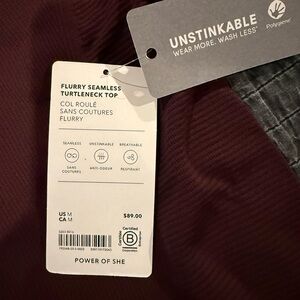 UNSTINKABLE
WEAR MORE. WASH LESS
Polygiene
FLURRY SEAMLESS
TURTLENECK TOP
COL ROULÉ
SANS COUTURES
FLURRY
SEAMLESS UNSTINKABLE BREATHABLE
SANS COUTURES ANTI-ODEUR RESPIRANT
US M
CA M
$89.00
Certified
B
Corporation
POWER OF SHE